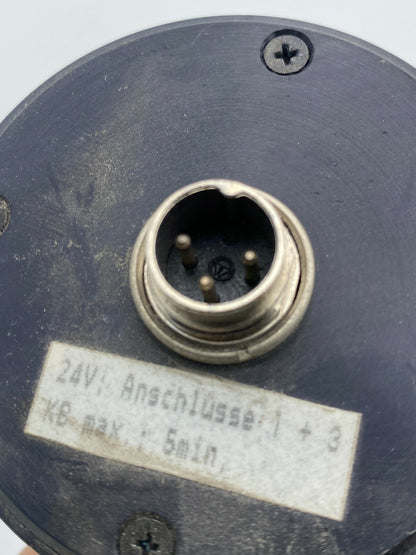 24V: Anschlüsse 1 + 3
KB max.: 5min,